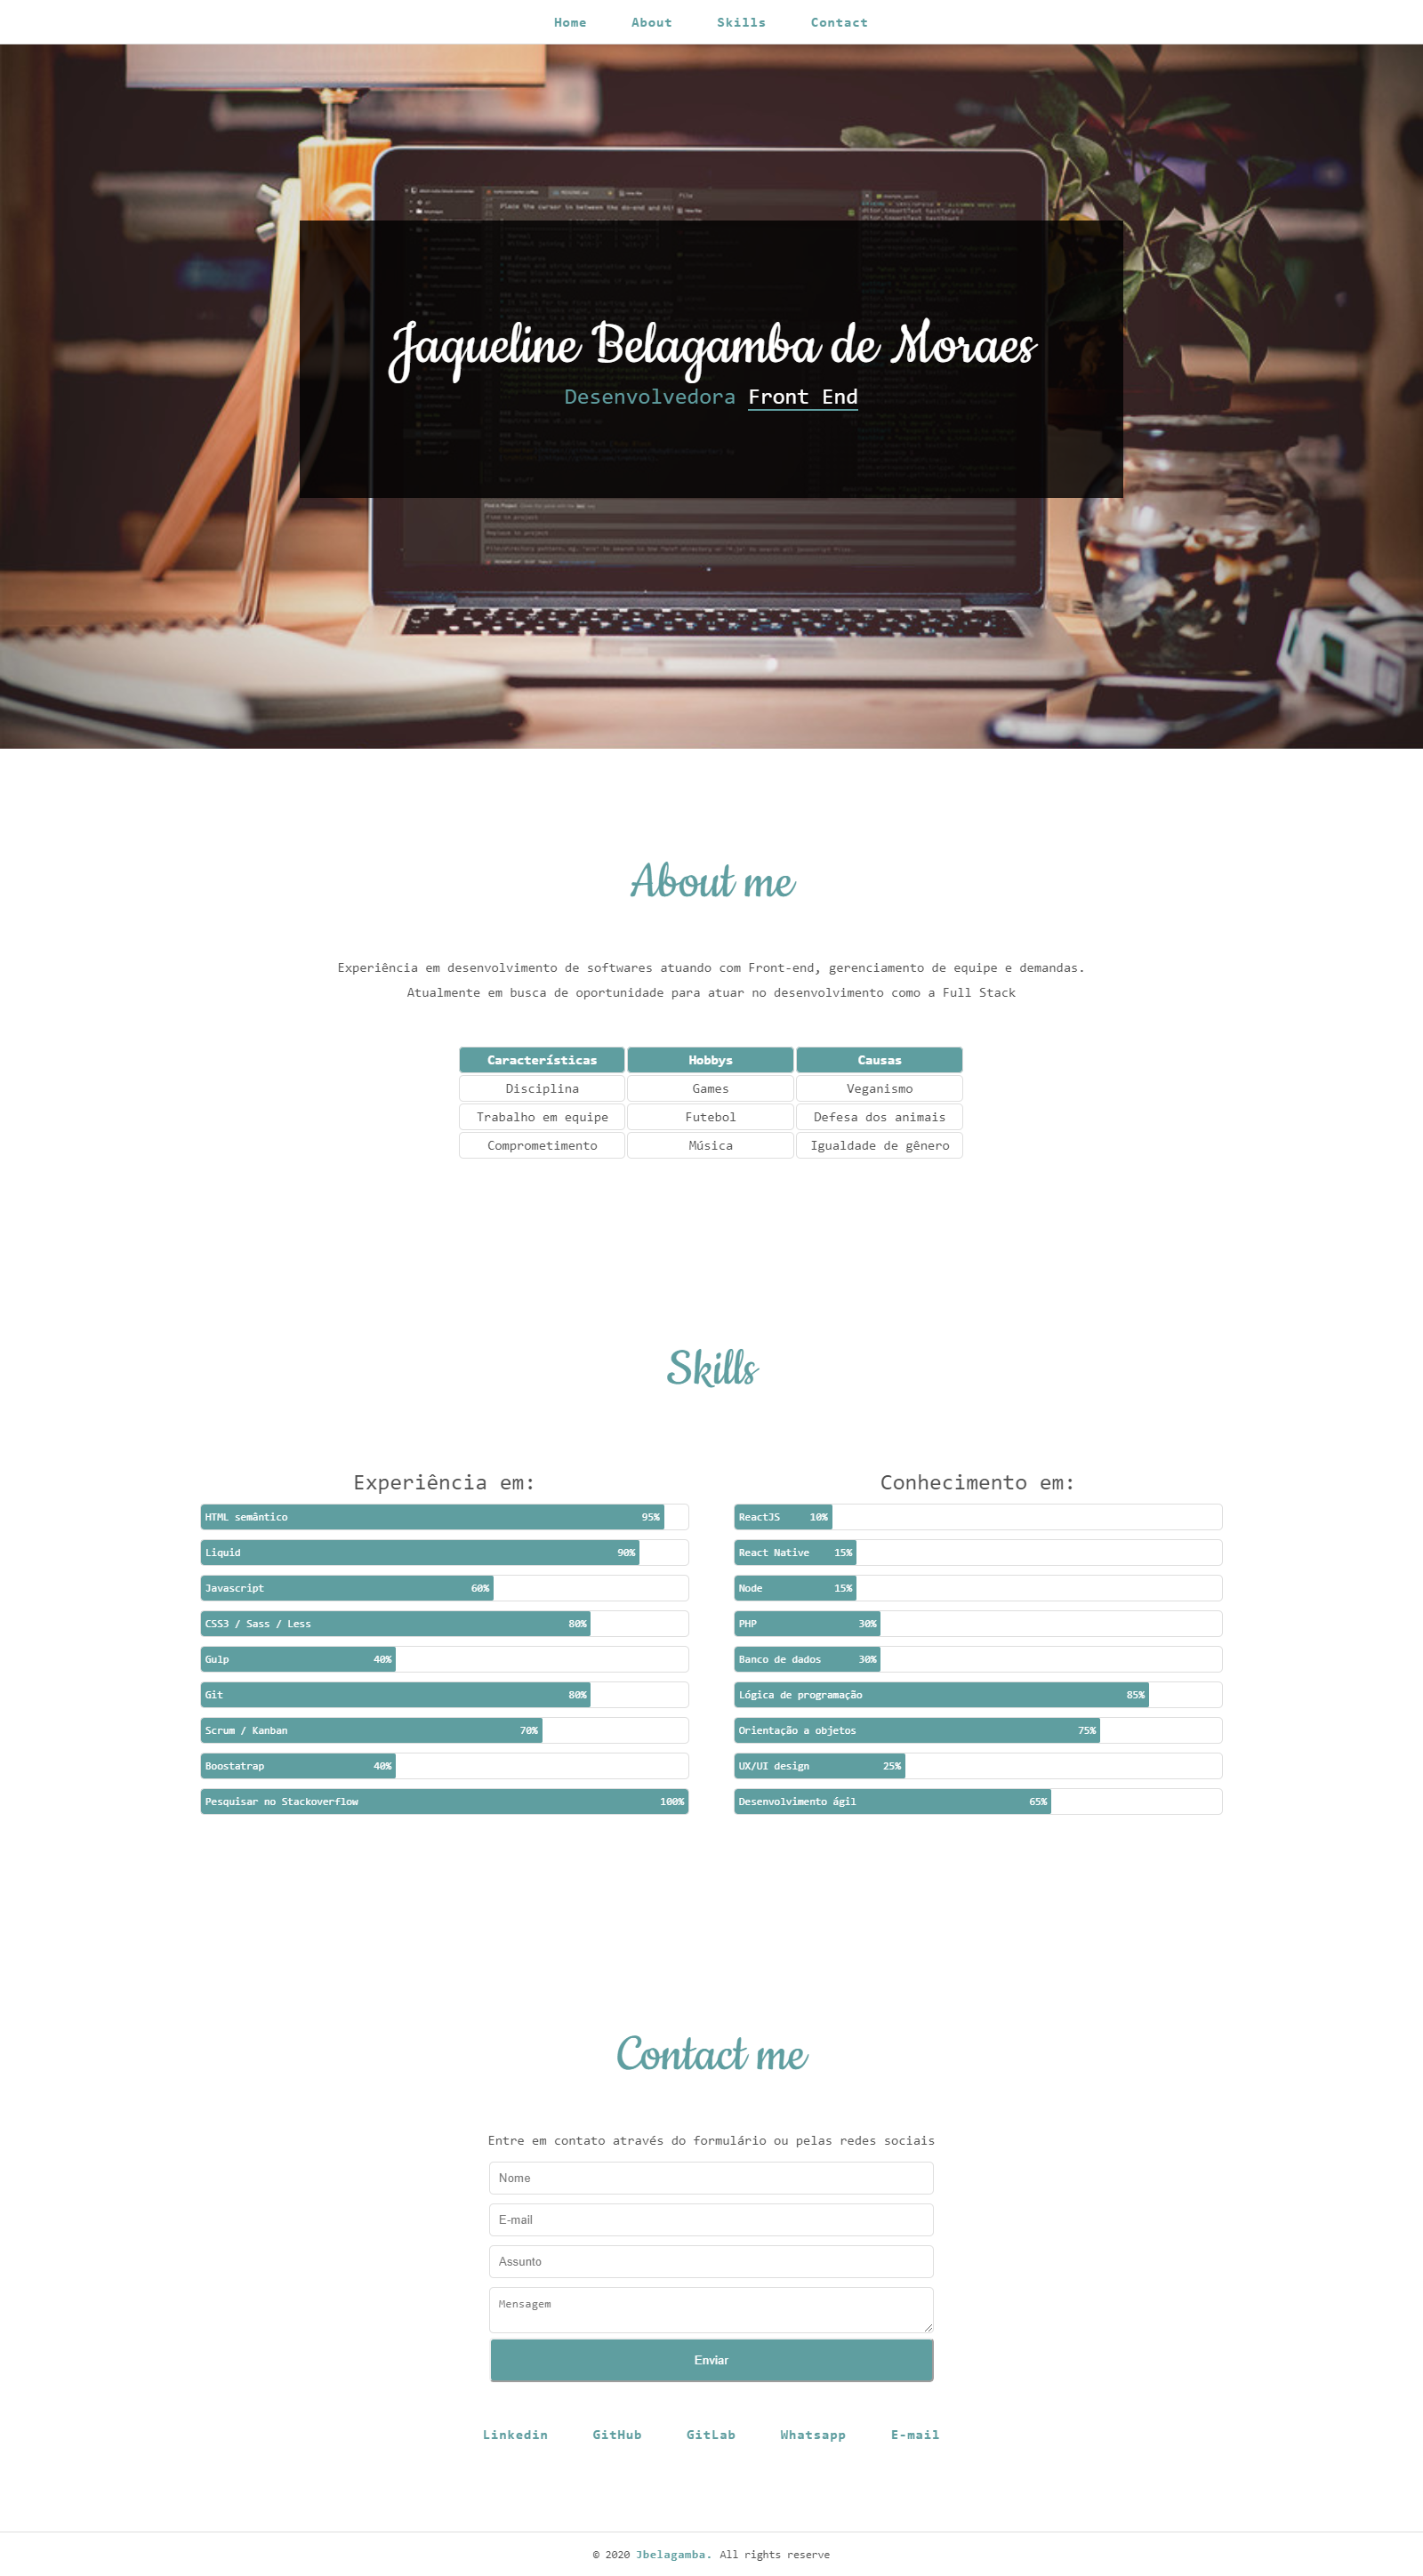 Home About Skills Contact
Jaqueline Belagamba de Moraes
Desenvolvedora Front End
About me
Experiência em desenvolvimento de softwares atuando com Front-end, gerenciamento de equipe e demandas.
Atualmente em busca de oportunidade para atuar no desenvolvimento como a Full Stack
Características Hobbys Causas
Disciplina Games Veganismo
Trabalho em equipe Futebol Defesa dos animais
Comprometimento Música Igualdade de gênero
Skills
Experiência em:
HTML semântico 95%
Liquid 90%
Javascript 60%
CSS3 / Sass / Less 80%
Gulp 40%
Git 80%
Scrum / Kanban 70%
Boostatrap 40%
Pesquisar no Stackoverflow 100%
Conhecimento em:
ReactJS 10%
React Native 15%
Node 15%
PHP 30%
Banco de dados 30%
Lógica de programação 85%
Orientação a objetos 75%
UX/UI design 25%
Desenvolvimento ágil 65%
Contact me
Entre em contato através do formulário ou pelas redes sociais
Nome
E-mail
Assunto
Mensagem
Enviar
Linkedin GitHub GitLab Whatsapp E-mail
© 2020 Jbelagamba. All rights reserve